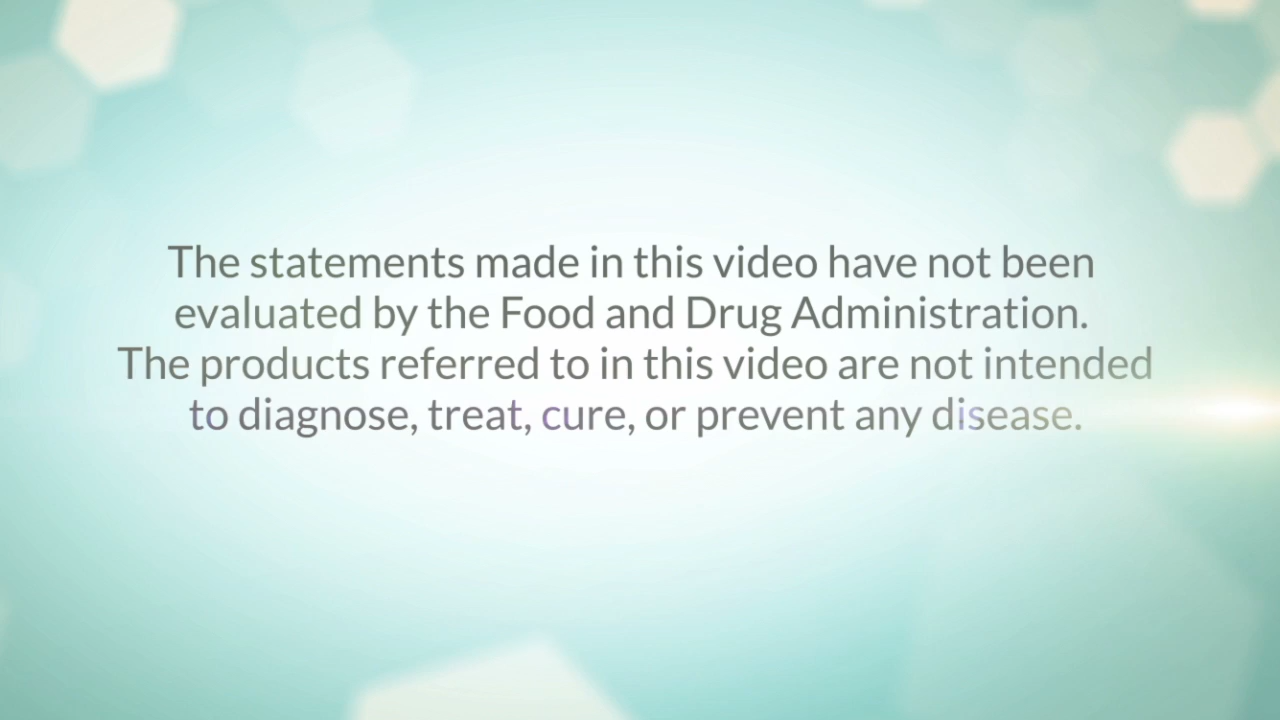 The statements made in this video have not been
evaluated by the Food and Drug Administration.
The products referred to in this video are not intended
to diagnose, treat, cure, or prevent any disease.